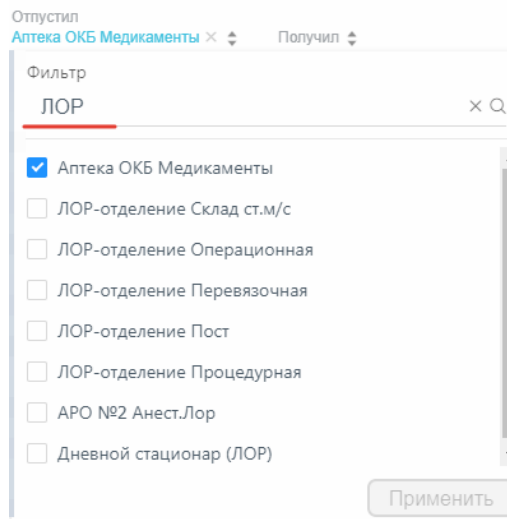 Отпустил
Аптека ОКБ Медикаменты × Получил
Фильтр
ЛОР
Аптека ОКБ Медикаменты
ЛОР-отделение Склад ст.м/с
ЛОР-отделение Операционная
ЛОР-отделение Перевязочная
ЛОР-отделение Пост
ЛОР-отделение Процедурная
АРО №2 Анест.Лор
Дневной стационар (ЛОР)
Применить